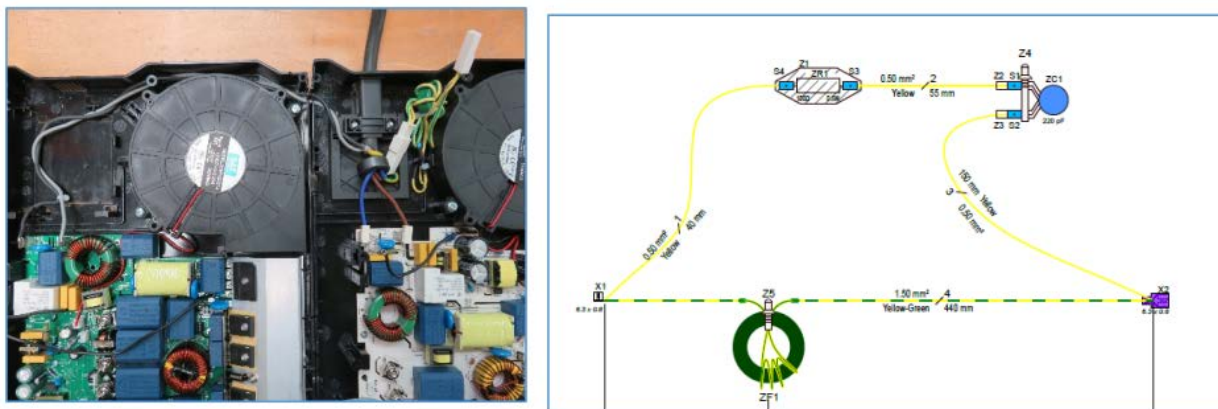 Z4
Z1
S4
ZR1
S3
0.50 mm²
2
Yellow
55 mm
Z2
S1
ZC1
Z3
S2
220 pF
150 mm
Yellow
3
0.50 mm²
1
0.50 mm²
Yellow
40 mm
X1
6.3 x 0.8
Z5
1.50 mm²
4
Yellow-Green
440 mm
X2
6.3 x 0.8
ZF1